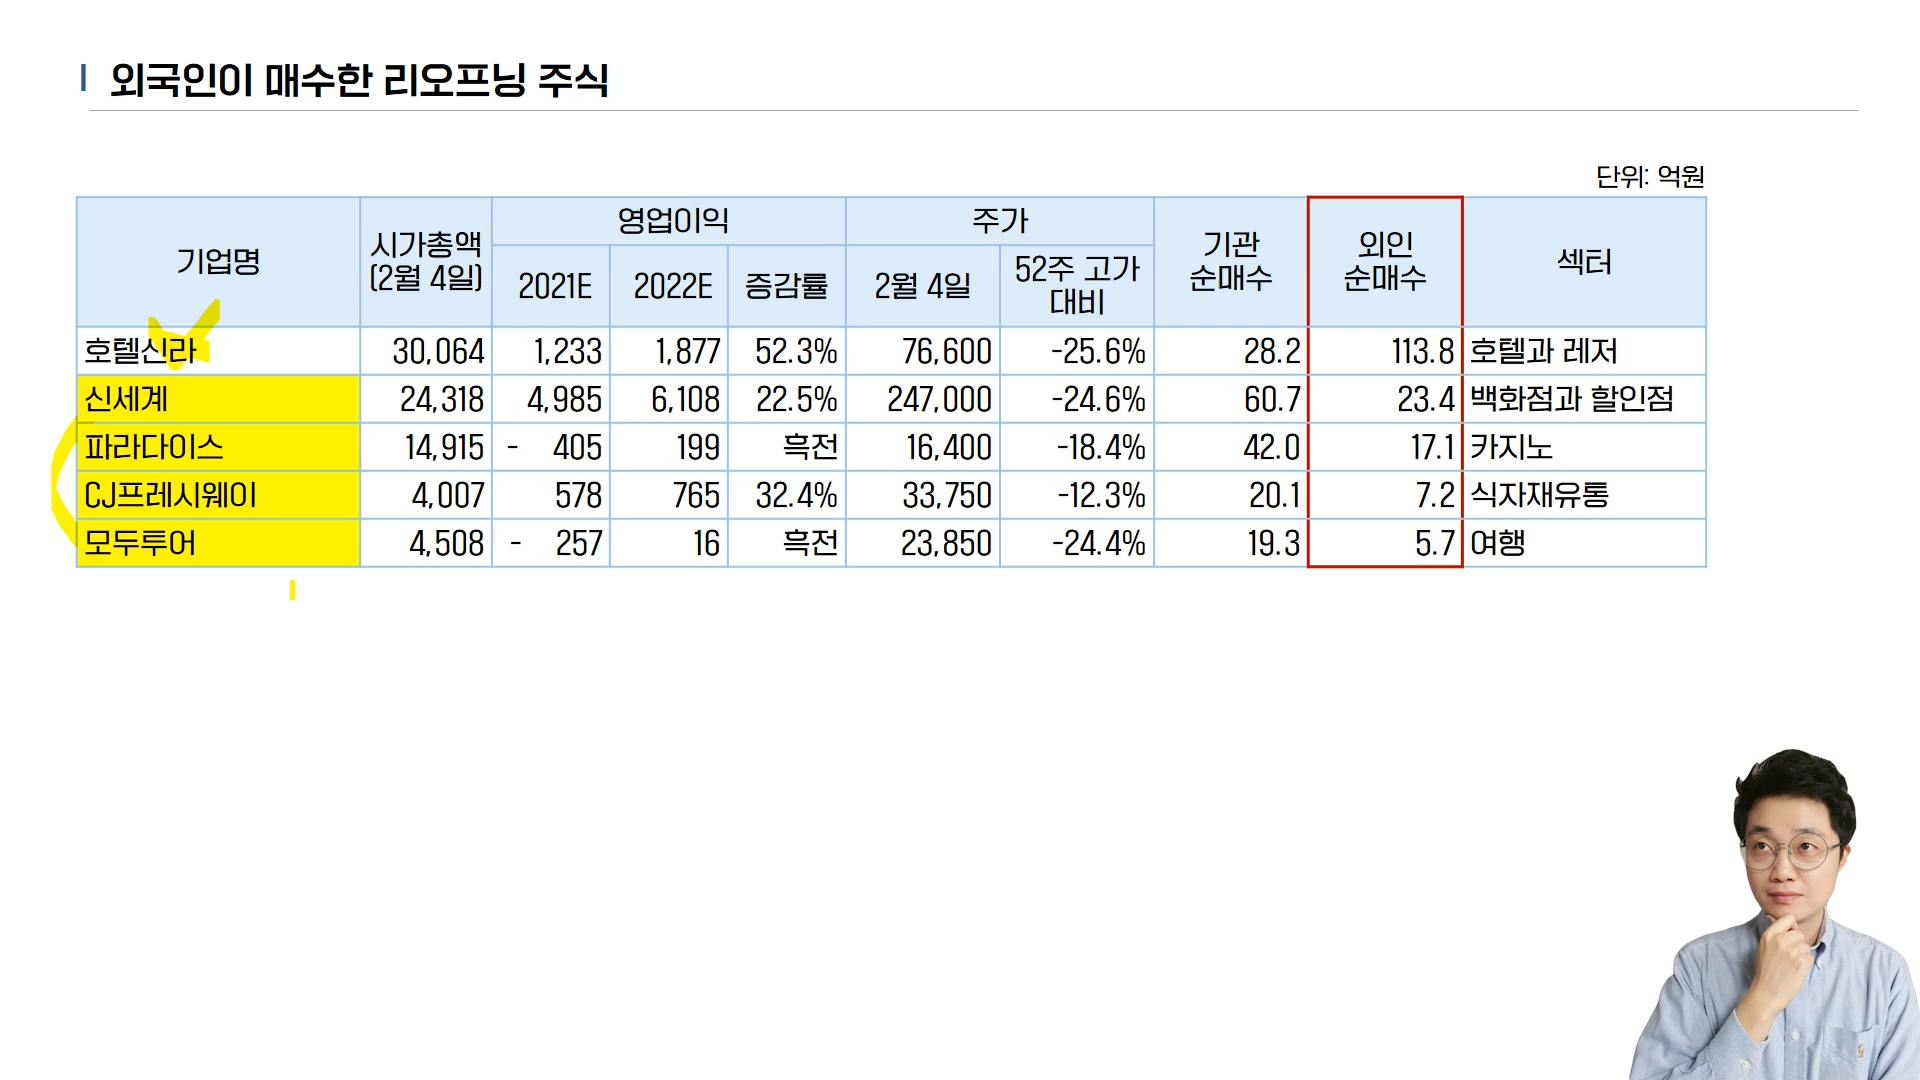 외국인이 매수한 리오프닝 주식
단위: 억원
기업명 시가총액 (2월 4일) 영업이익 주가 기관 순매수 외인 순매수 섹터
2021E 2022E 증감률 2월 4일 52주 고가 대비
호텔신라 30,064 1,233 1,877 52.3% 76,600 -25.6% 28.2 113.8 호텔과 레저
신세계 24,318 4,985 6,108 22.5% 247,000 -24.6% 60.7 23.4 백화점과 할인점
파라다이스 14,915 - 405 199 흑전 16,400 -18.4% 42.0 17.1 카지노
CJ프레시웨이 4,007 578 765 32.4% 33,750 -12.3% 20.1 7.2 식자재유통
모두투어 4,508 - 257 16 흑전 23,850 -24.4% 19.3 5.7 여행